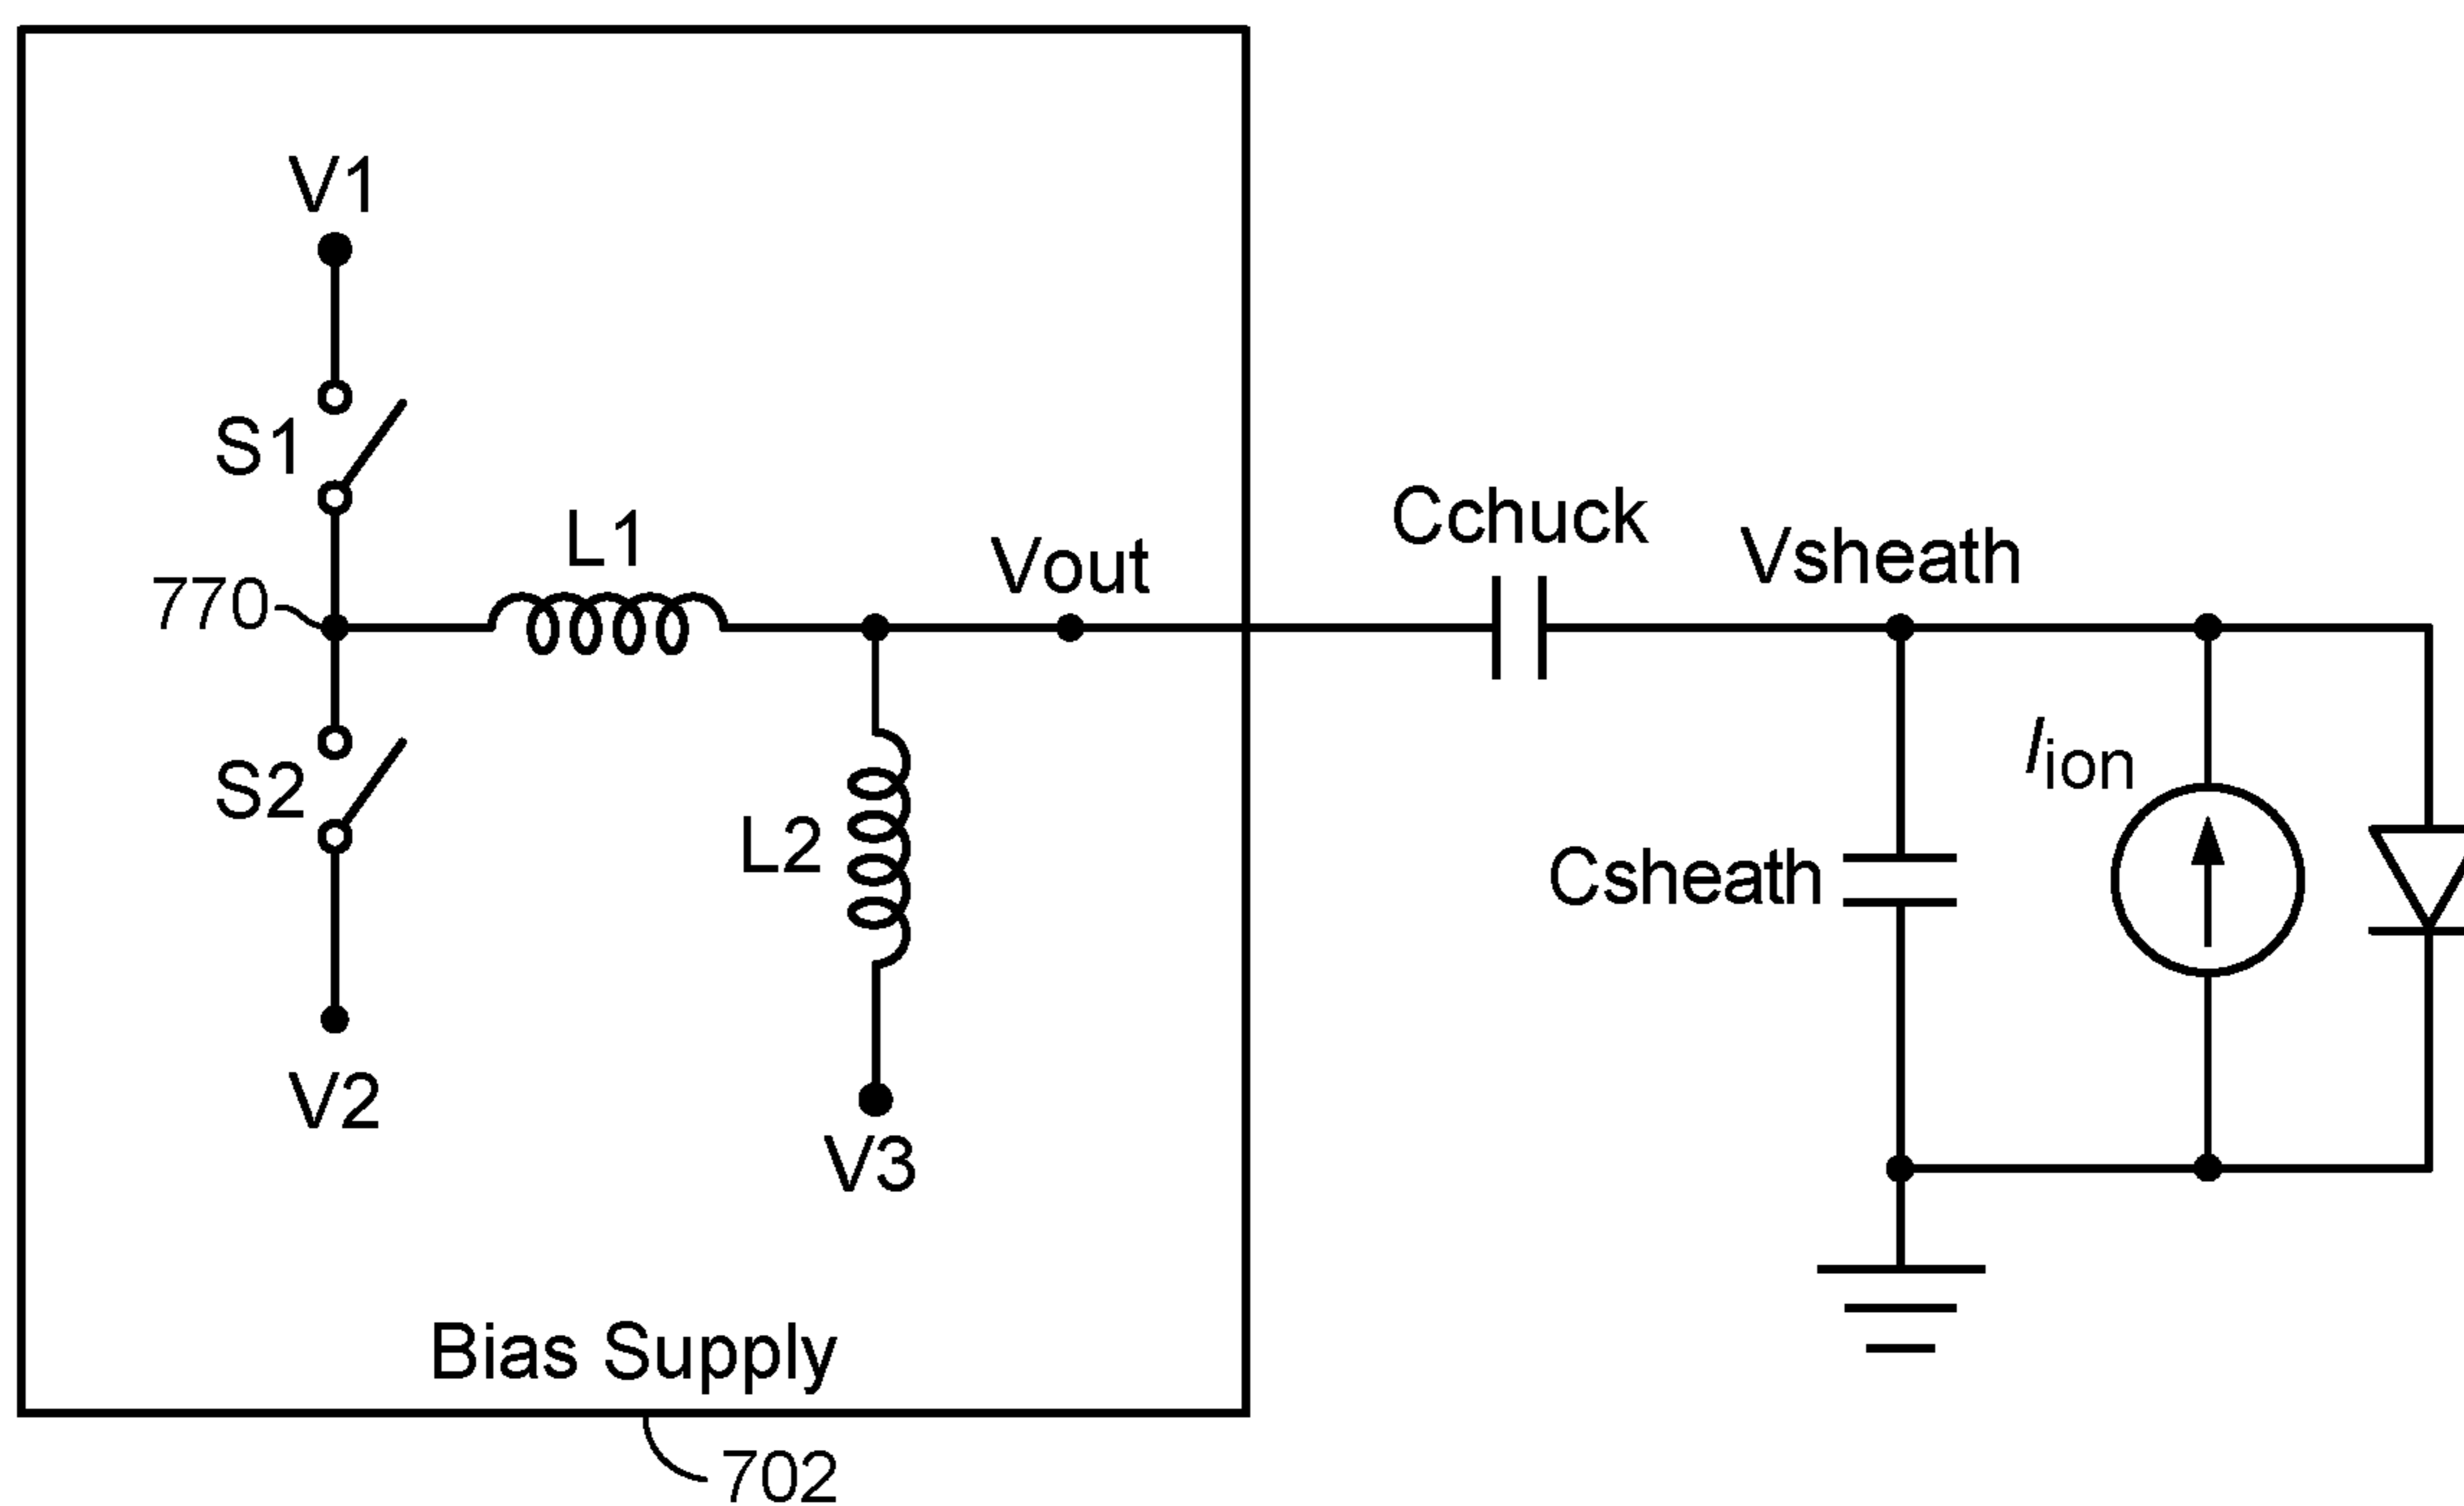 V1
S1
L1
770
Vout
Cchuck
Vsheath
S2
L2
Iion
Csheath
V2
V3
Bias Supply
702